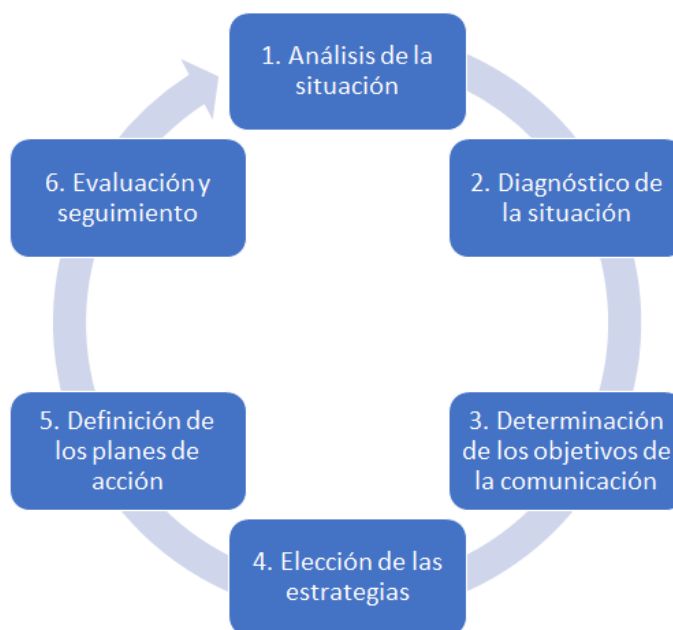 1. Análisis de la
situación
2. Diagnóstico de
la situación
3. Determinación
de los objetivos de
la comunicación
4. Elección de las
estrategias
5. Definición de
los planes de
acción
6. Evaluación y
seguimiento